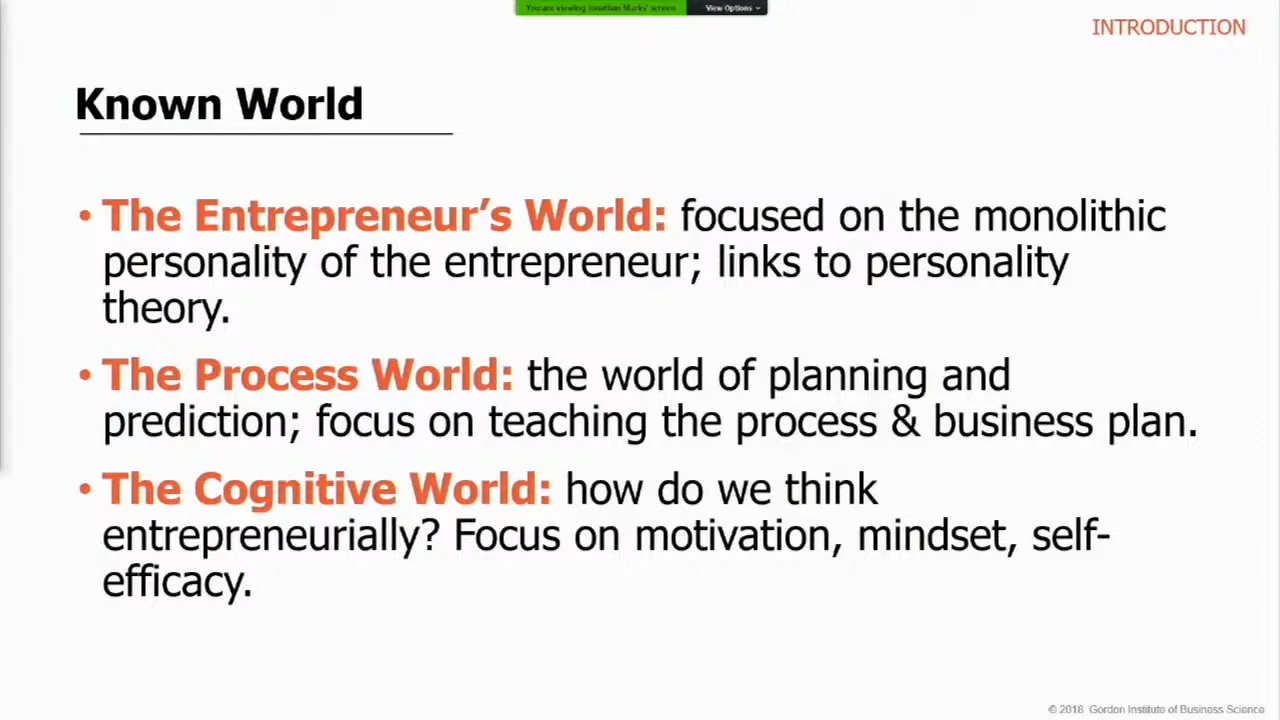 You are viewing Jonathan Marks' screen View Options
INTRODUCTION
Known World
• The Entrepreneur's World: focused on the monolithic
personality of the entrepreneur; links to personality
theory.
• The Process World: the world of planning and
prediction; focus on teaching the process & business plan.
• The Cognitive World: how do we think
entrepreneurially? Focus on motivation, mindset, self-
efficacy.
© 2018 Gordon Institute of Business Science